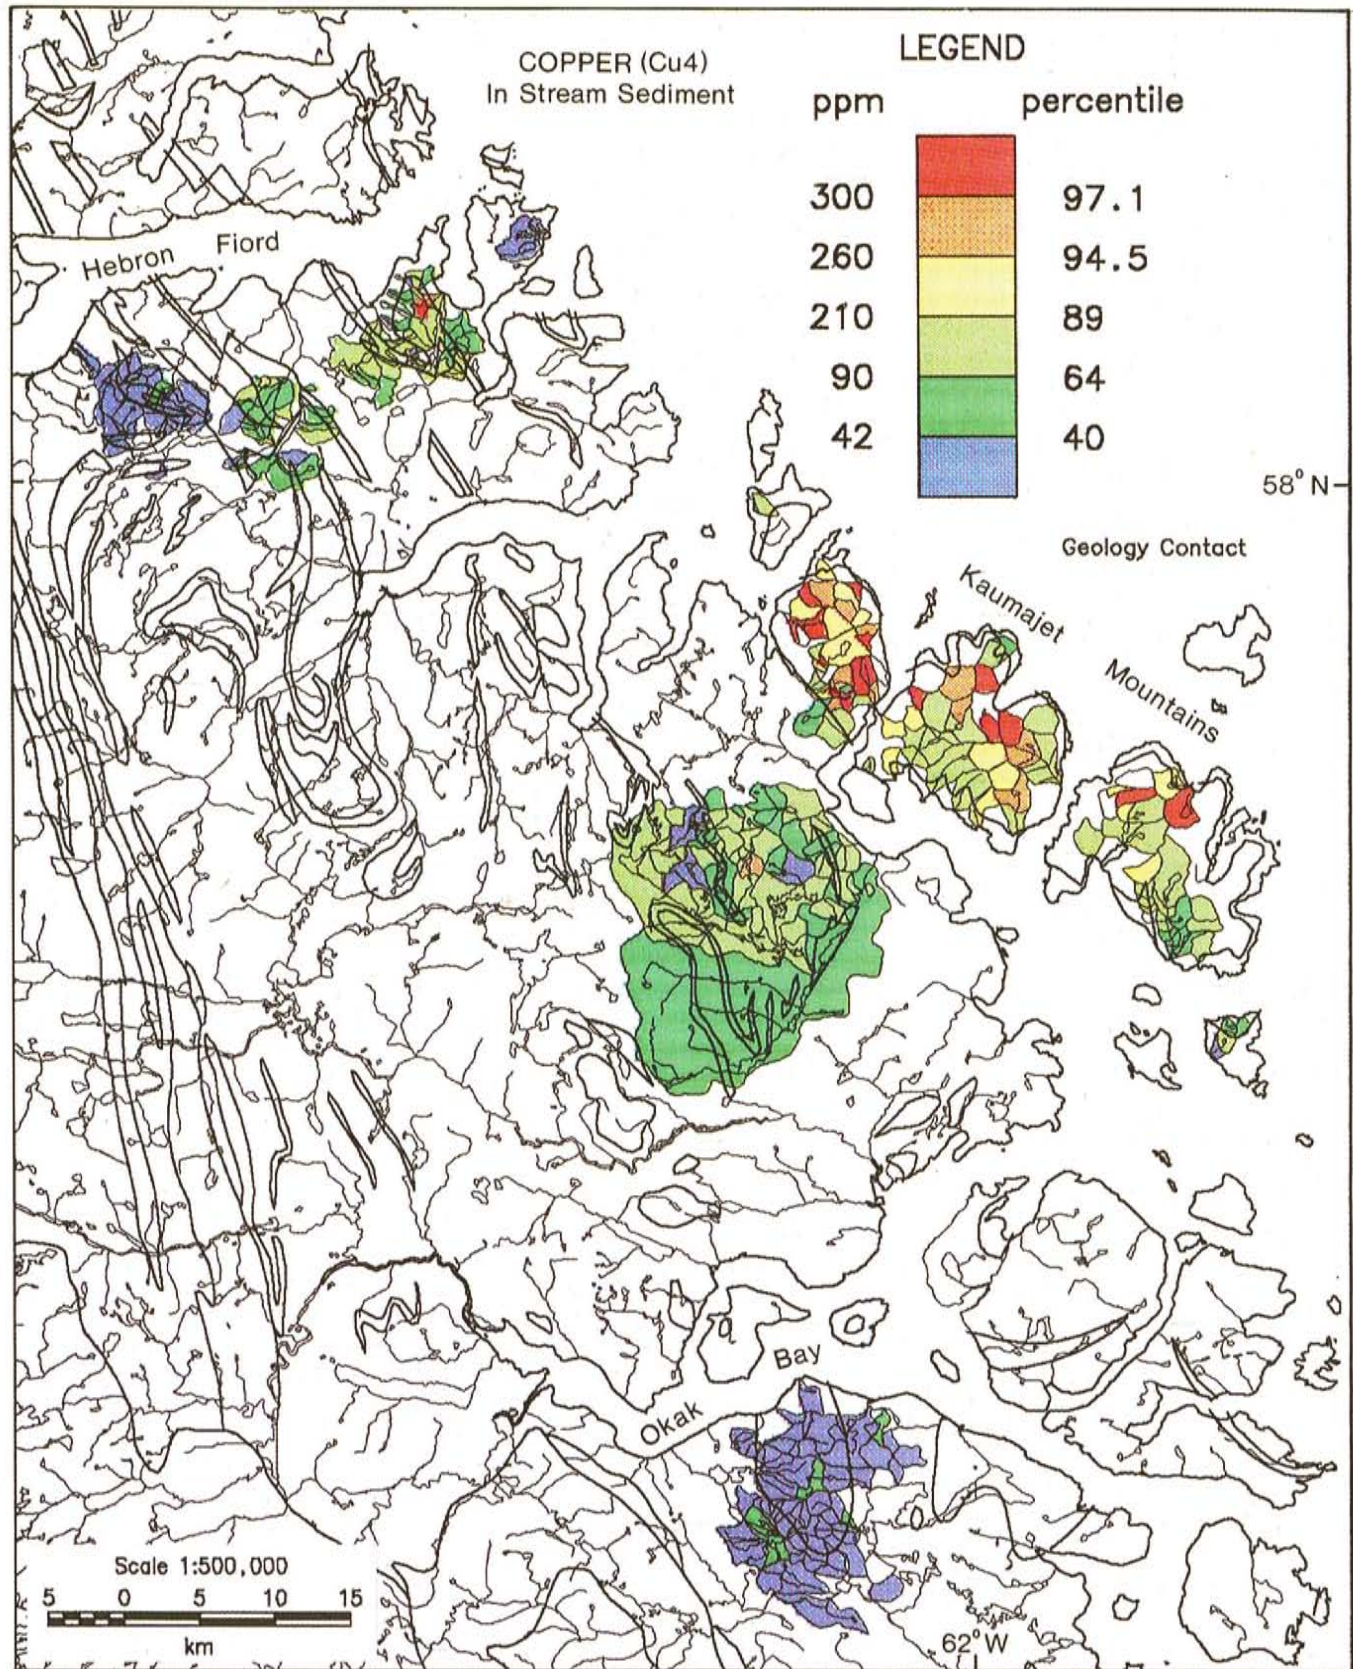 COPPER (Cu4)
In Stream Sediment
LEGEND
ppm percentile
300 97.1
260 94.5
210 89
90 64
42 40
Hebron Fiord
58° N
Geology Contact
Kaumajet
Mountains
Okak Bay
Scale 1:500,000
5 0 5 10 15
km
62° W